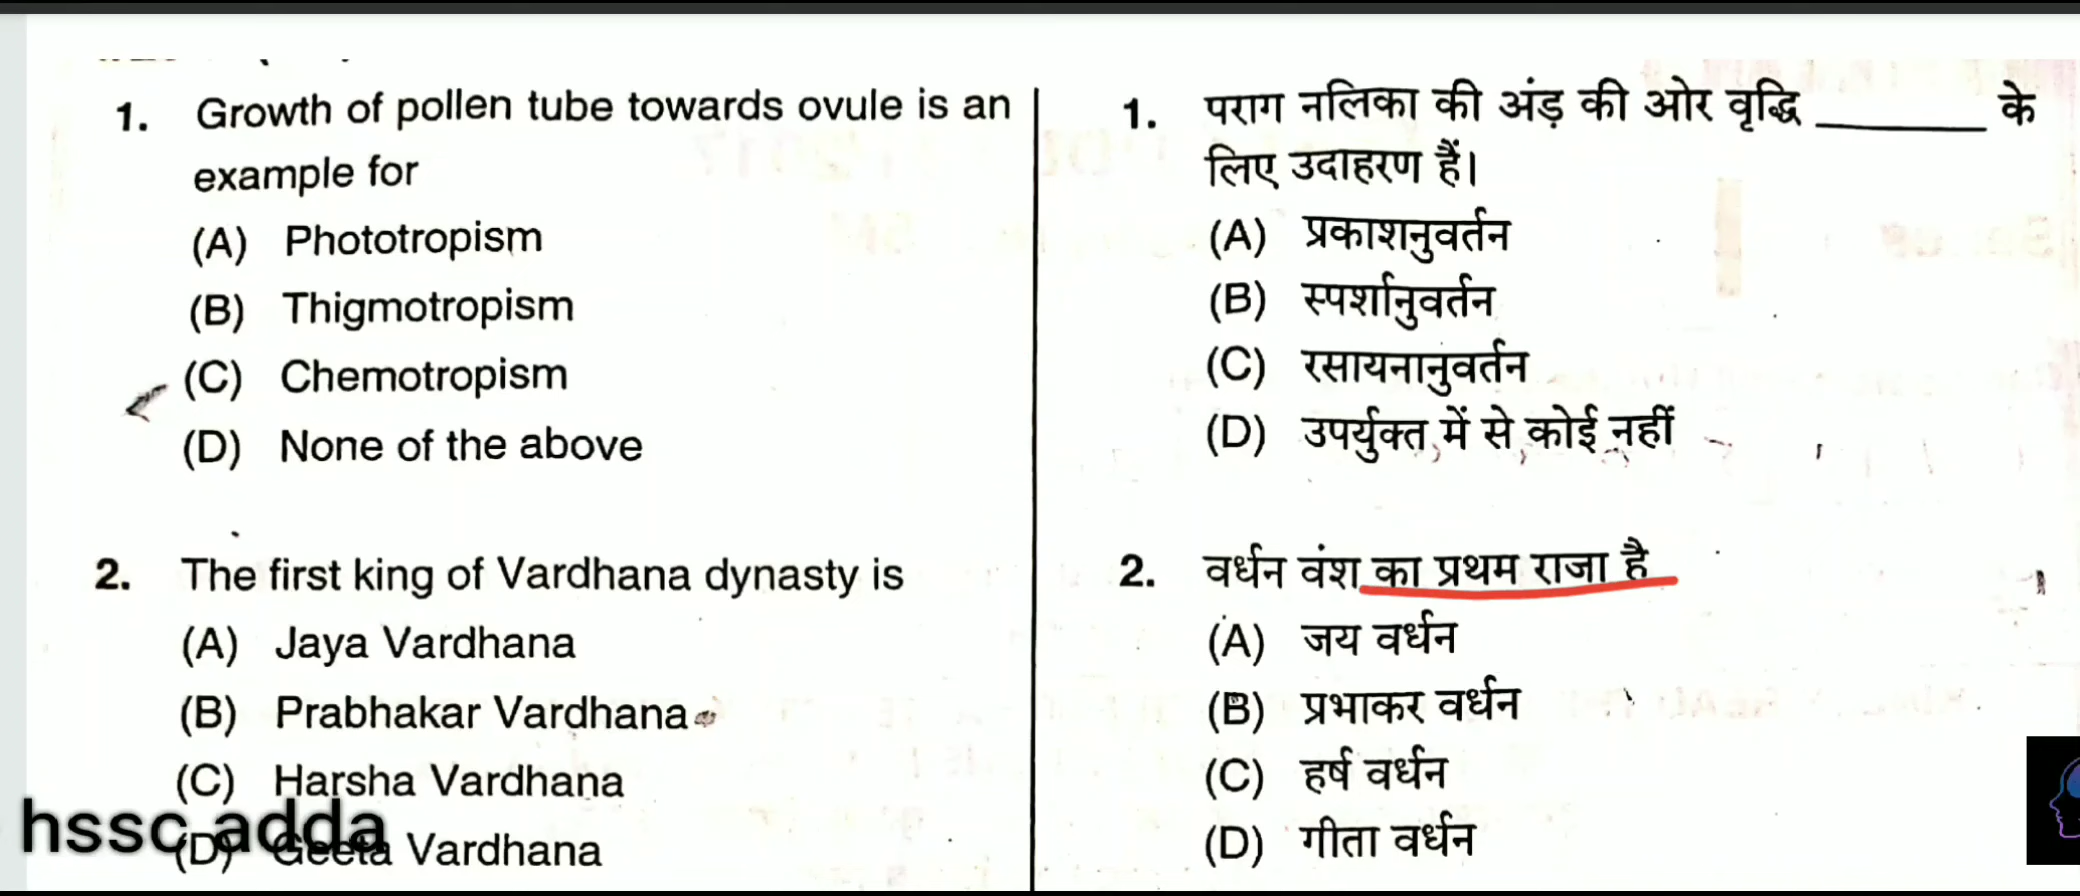 1. Growth of pollen tube towards ovule is an
example for
(A) Phototropism
(B) Thigmotropism
(C) Chemotropism
(D) None of the above
2. The first king of Vardhana dynasty is
(A) Jaya Vardhana
(B) Prabhakar Vardhana
(C) Harsha Vardhana
(D) Geeta Vardhana
hssc adda
1. पराग नलिका की अंड़ की ओर वृद्धि ________ के
लिए उदाहरण हैं।
(A) प्रकाशनुवर्तन
(B) स्पर्शानुवर्तन
(C) रसायनानुवर्तन
(D) उपर्युक्त में से कोई नहीं
2. वर्धन वंश का प्रथम राजा है
(A) जय वर्धन
(B) प्रभाकर वर्धन
(C) हर्ष वर्धन
(D) गीता वर्धन